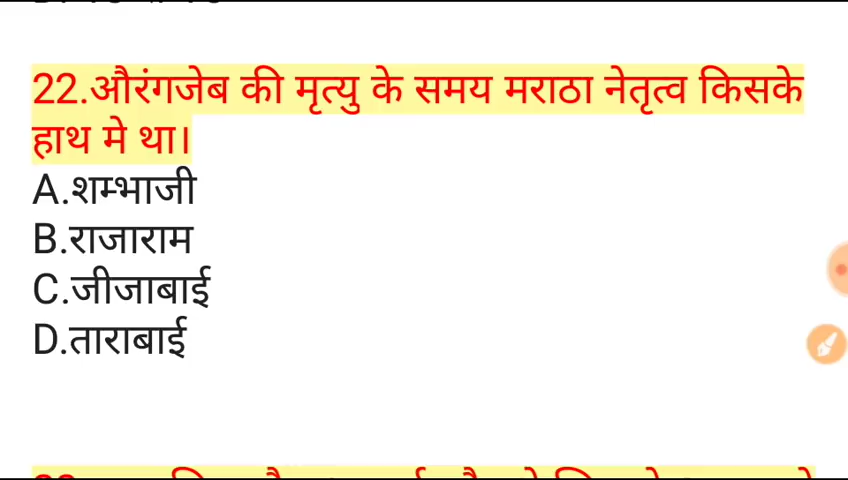 22.औरंगजेब की मृत्यु के समय मराठा नेतृत्व किसके
हाथ मे था।
A.शम्भाजी
B.राजाराम
C.जीजाबाई
D.ताराबाई